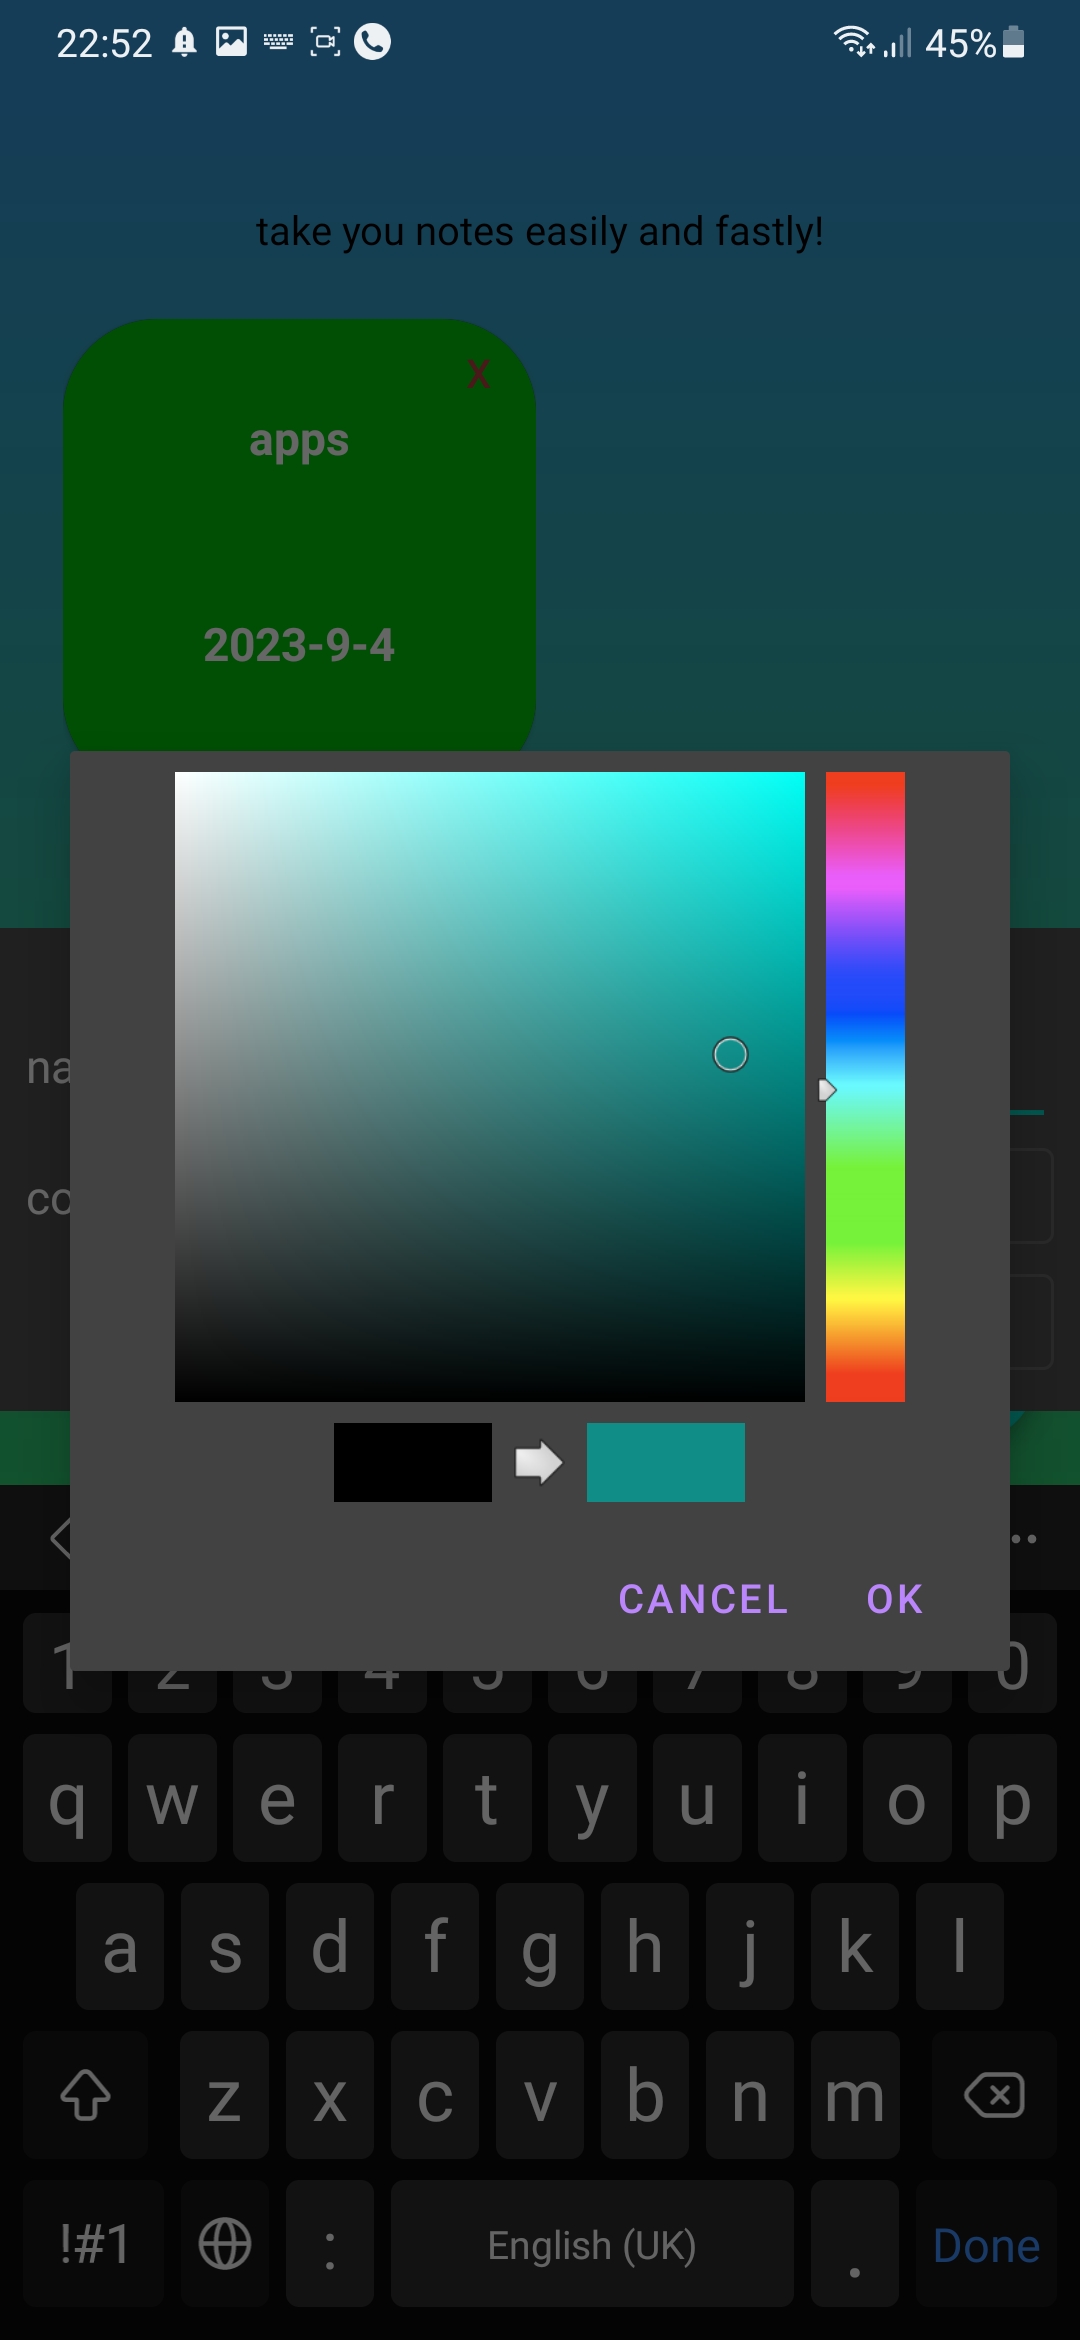 22:52 45%
take you notes easily and fastly!
X
apps
2023-9-4
na
co
CANCEL OK
1 2 3 4 5 6 7 8 9 0
q w e r t y u i o p
a s d f g h j k l
z x c v b n m
!#1 : English (UK) . Done